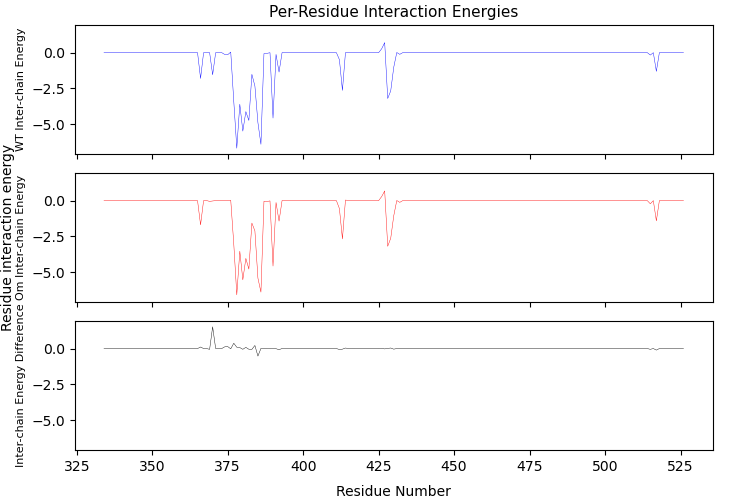 Per-Residue Interaction Energies
Residue interaction energy
WT Inter-chain Energy
0.0
−2.5
−5.0
Om Inter-chain Energy
0.0
−2.5
−5.0
Inter-chain Energy Difference
0.0
−2.5
−5.0
325 350 375 400 425 450 475 500 525
Residue Number